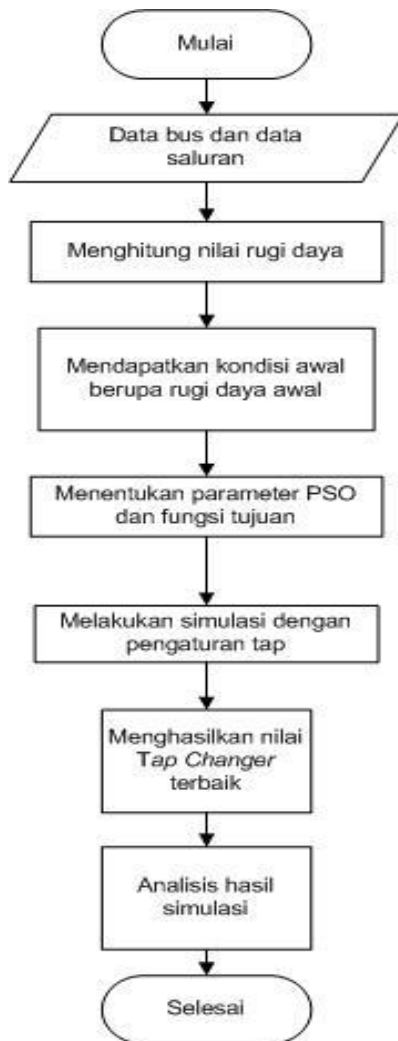 Mulai
Data bus dan data
saluran
Menghitung nilai rugi daya
Mendapatkan kondisi awal
berupa rugi daya awal
Menentukan parameter PSO
dan fungsi tujuan
Melakukan simulasi dengan
pengaturan tap
Menghasilkan nilai
Tap Changer
terbaik
Analisis hasil
simulasi
Selesai